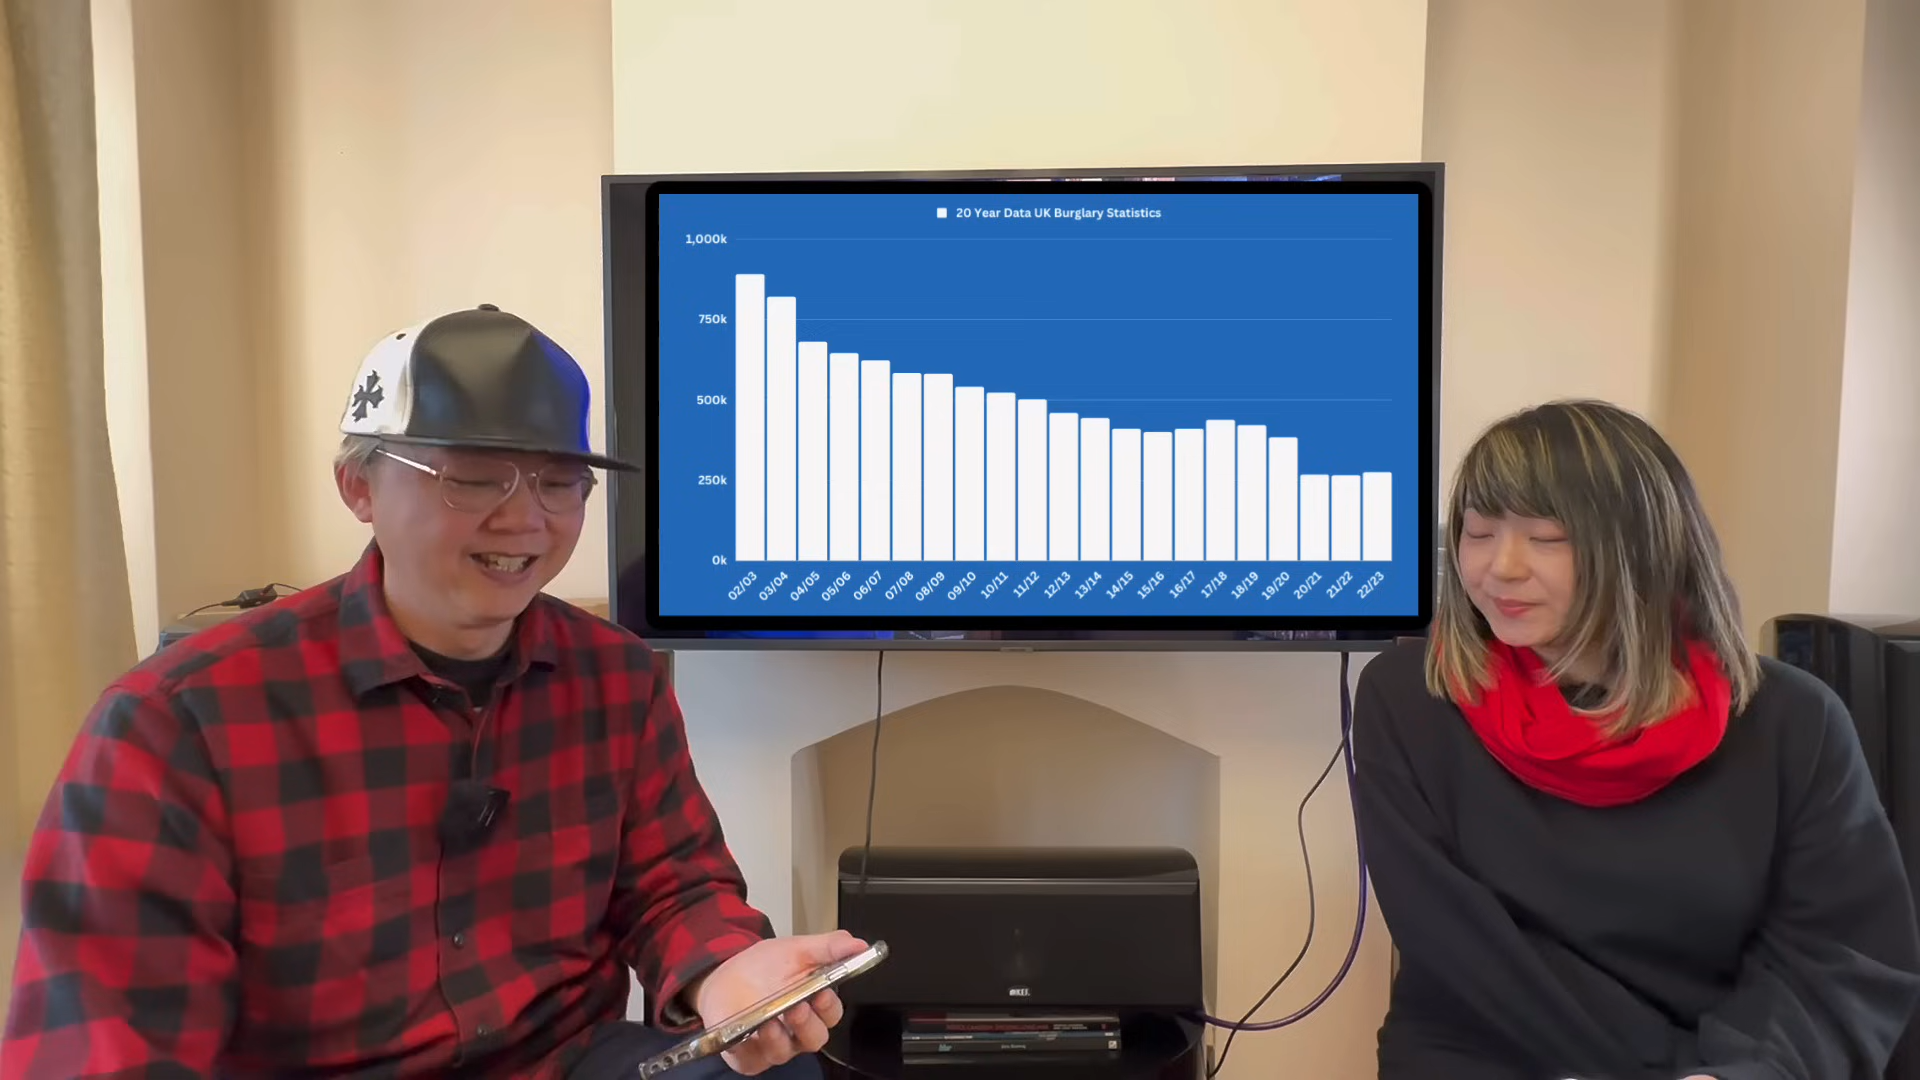 20 Year Data UK Burglary Statistics
1,000k
750k
500k
250k
0k
02/03 03/04 04/05 05/06 06/07 07/08 08/09 09/10 10/11 11/12 12/13 13/14 14/15 15/16 16/17 17/18 18/19 19/20 20/21 21/22 22/23
KEF